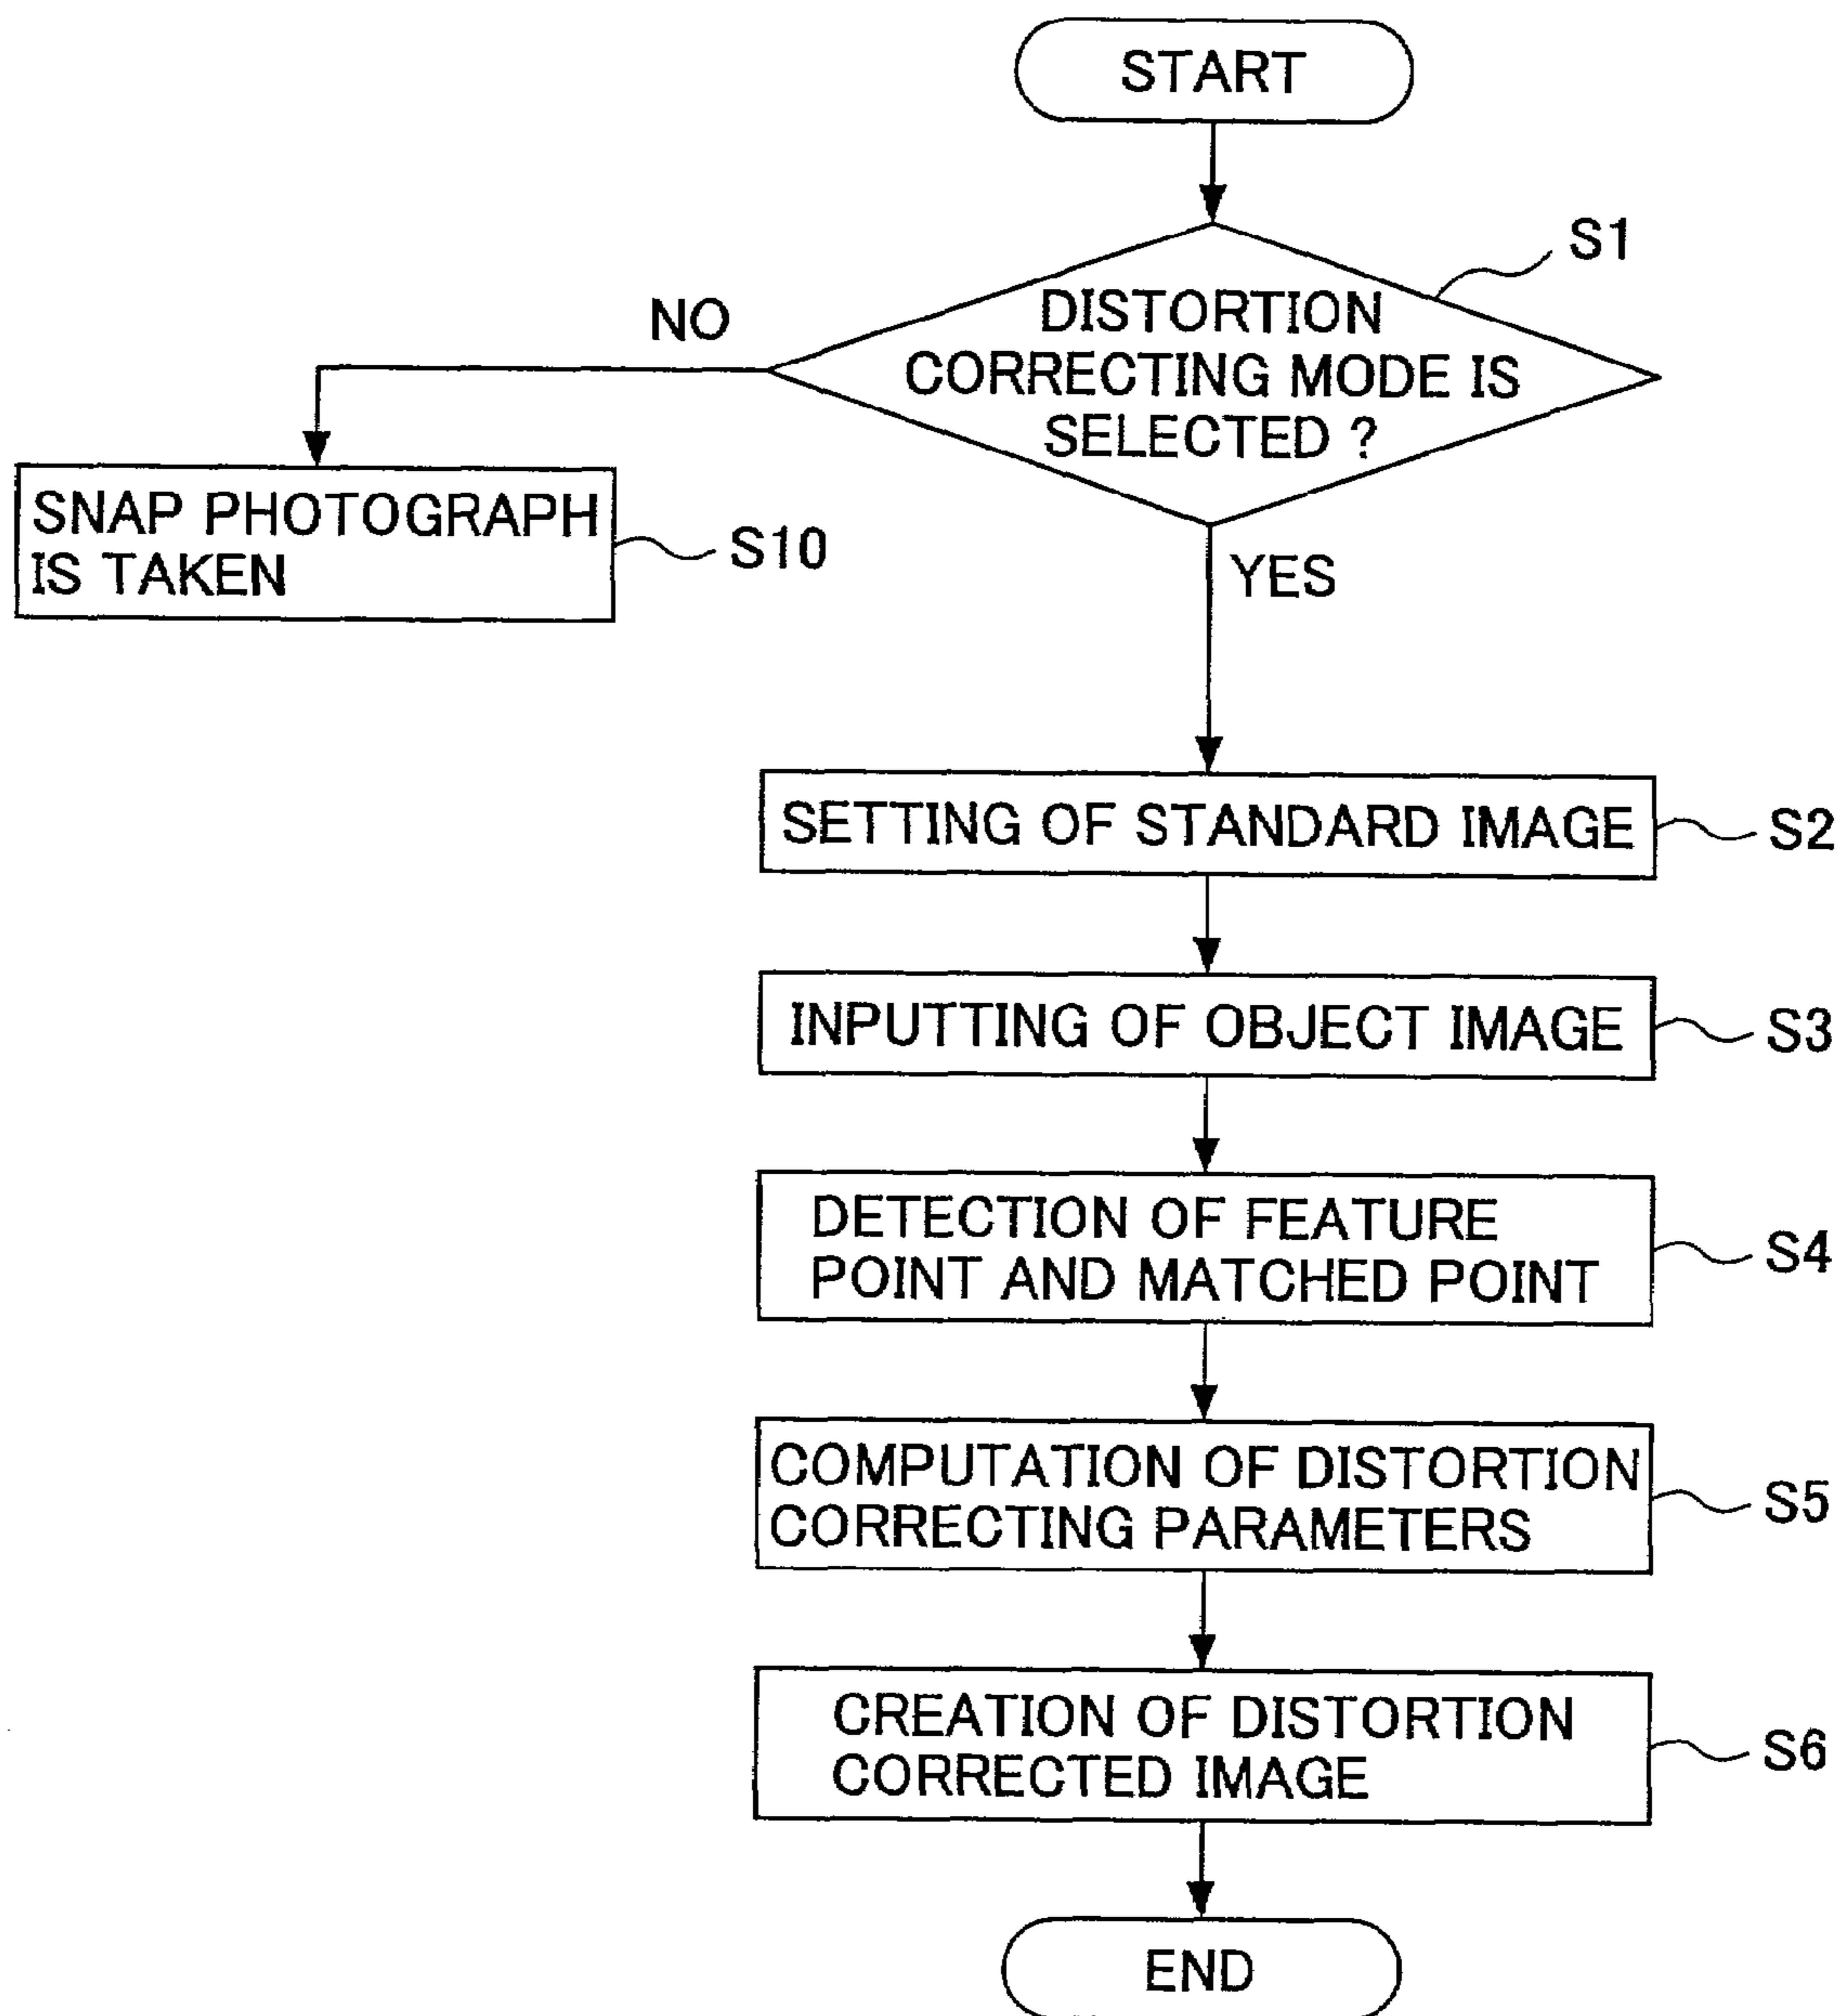 START
S1
DISTORTION
CORRECTING MODE IS
SELECTED ?
NO
SNAP PHOTOGRAPH
IS TAKEN
S10
YES
SETTING OF STANDARD IMAGE
S2
INPUTTING OF OBJECT IMAGE
S3
DETECTION OF FEATURE
POINT AND MATCHED POINT
S4
COMPUTATION OF DISTORTION
CORRECTING PARAMETERS
S5
CREATION OF DISTORTION
CORRECTED IMAGE
S6
END